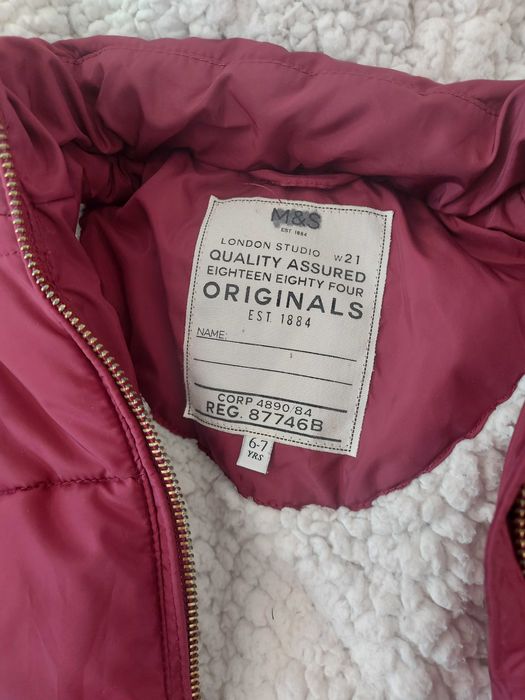 M&S
EST 1884
LONDON STUDIO W21
QUALITY ASSURED
EIGHTEEN EIGHTY FOUR
ORIGINALS
EST. 1884
NAME:
CORP 4890/84
REG. 87746B
6-7
YRS